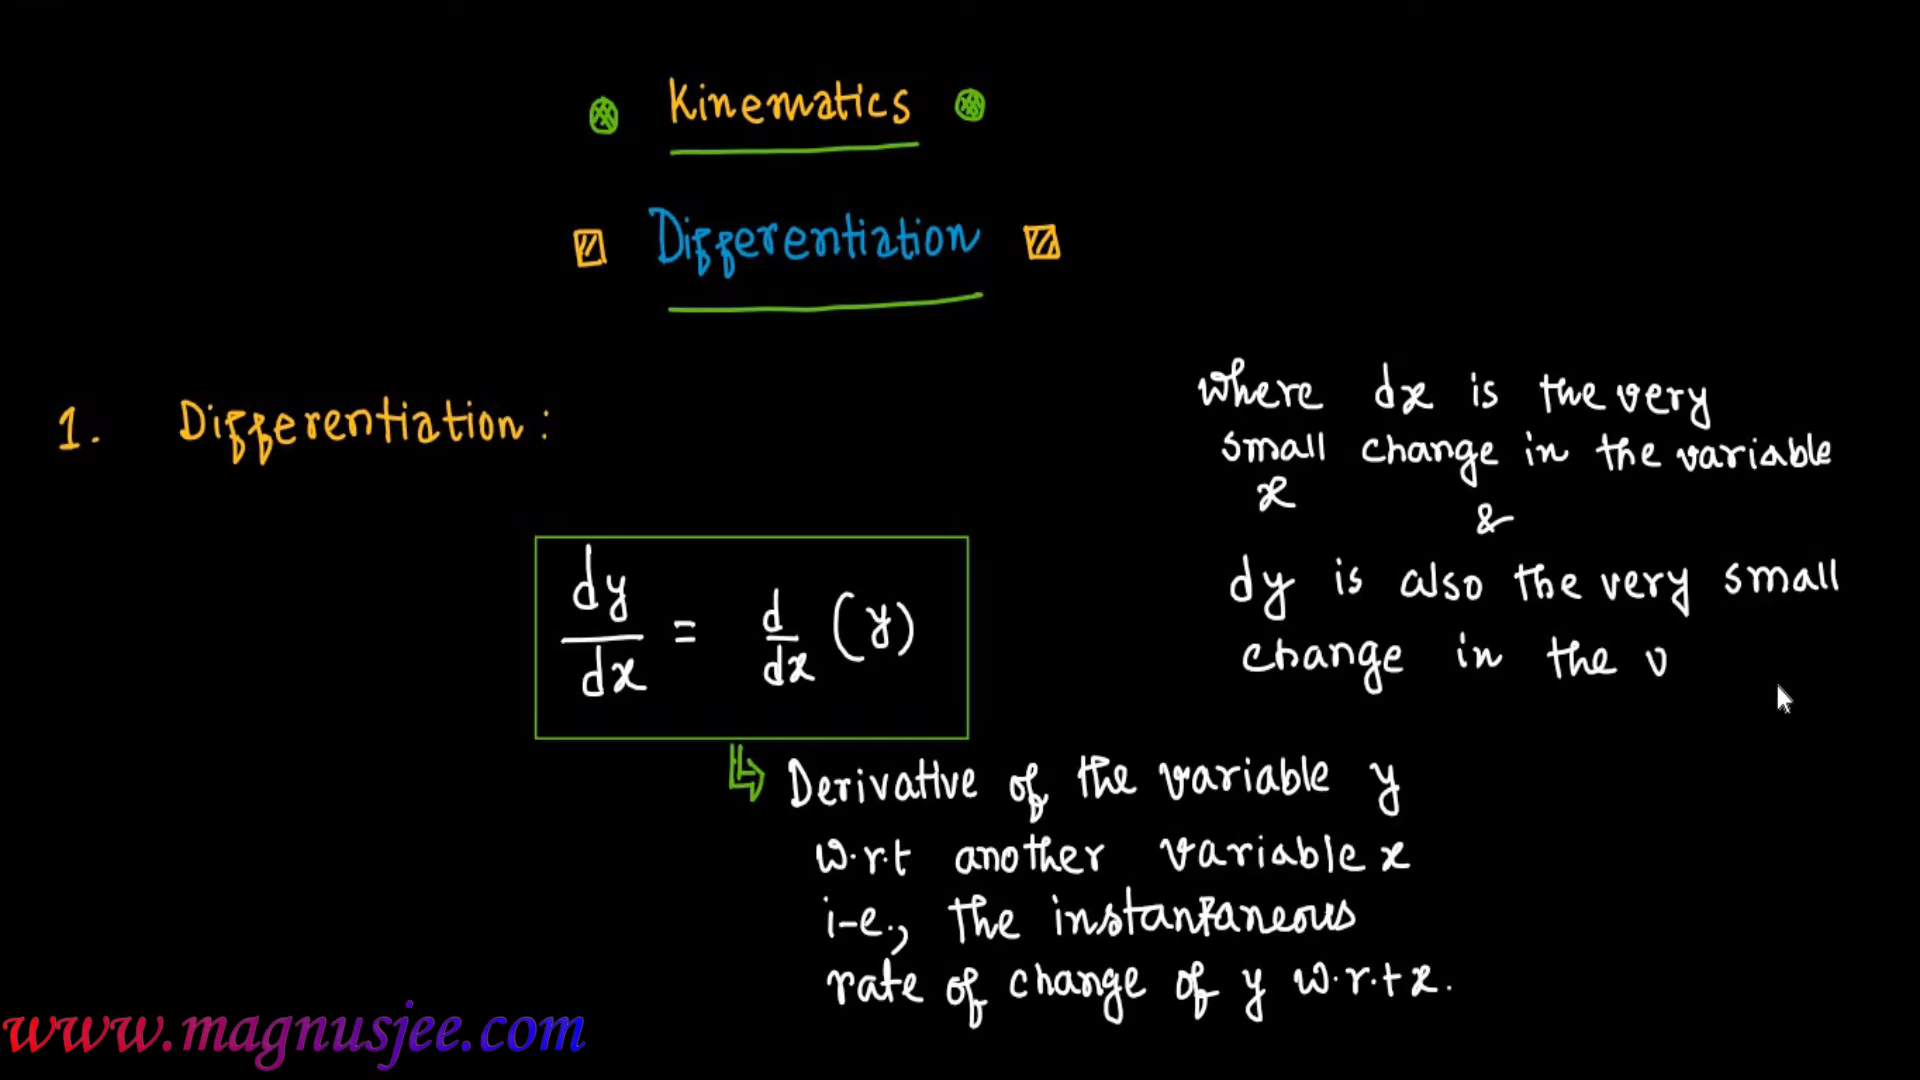 Kinematics
Differentiation
1. Differentiation:
where dx is the very
small change in the variable
x
&
dy is also the very small
change in the v
dy/dx = d/dx (y)
Derivative of the variable y
w.r.t another variable x
i-e., the instantaneous
rate of change of y w.r.t x.
www.magnusjee.com